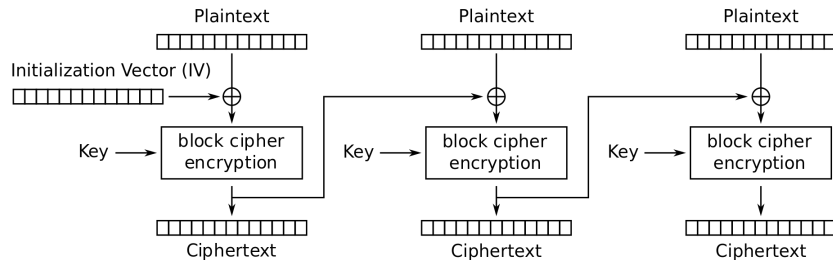 Plaintext
Plaintext
Plaintext
Initialization Vector (IV)
Key
block cipher
encryption
Key
block cipher
encryption
Key
block cipher
encryption
Ciphertext
Ciphertext
Ciphertext